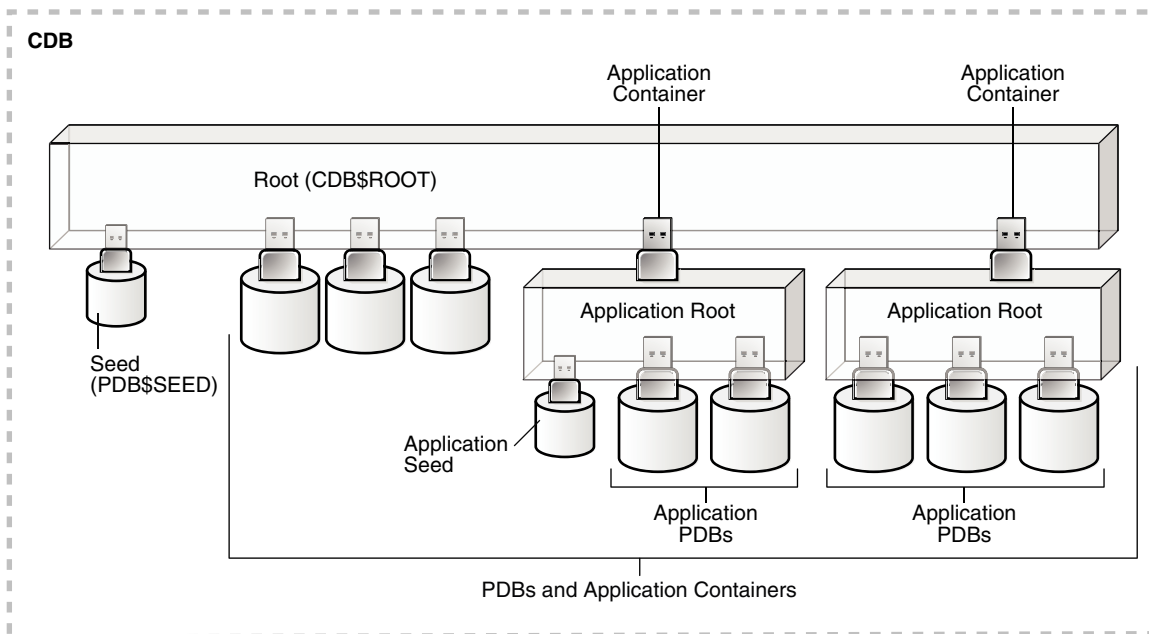 CDB
Application
Container
Application
Container
Root (CDB$ROOT)
Application Root
Application Root
Seed
(PDB$SEED)
Application
Seed
Application
PDBs
Application
PDBs
PDBs and Application Containers